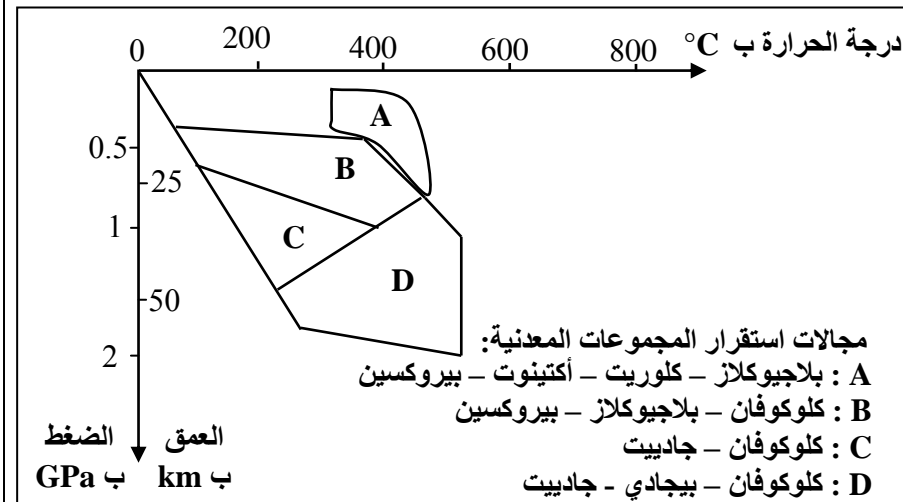 درجة الحرارة ب °C
0 200 400 600 800
A
0.5
B
25
1
C
D
50
2
مجالات استقرار المجموعات المعدنية:
A : بلاجيوكلاز – كلوريت – أكتينوت – بيروكسين
B : كلوكوفان – بلاجيوكلاز – بيروكسين
C : كلوكوفان – جادييت
D : كلوكوفان – بيجادي - جادييت
العمق الضغط
ب km ب GPa